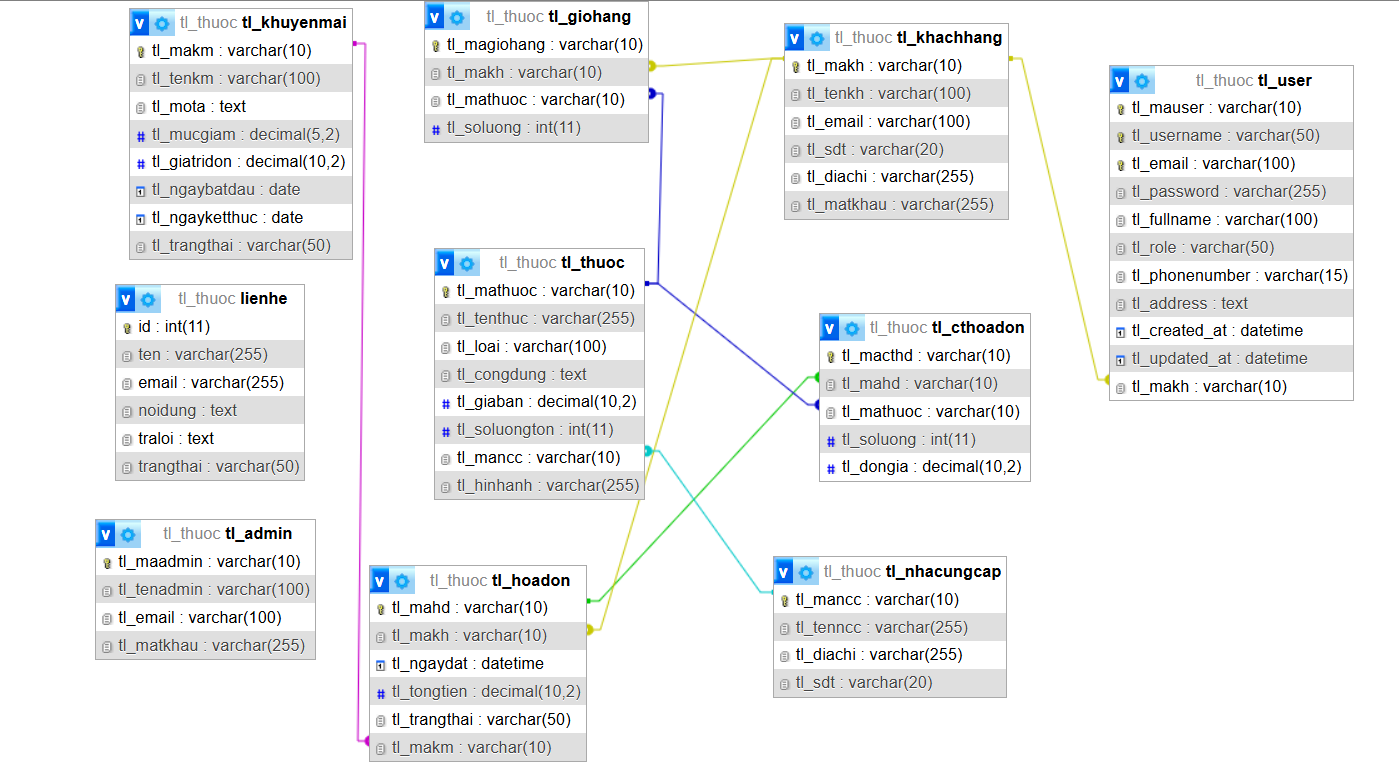 tl_thuoc tl_khuyenmai
tl_makm : varchar(10)
tl_tenkm : varchar(100)
tl_mota : text
tl_mucgiam : decimal(5,2)
tl_giatridon : decimal(10,2)
tl_ngaybatdau : date
tl_ngayketthuc : date
tl_trangthai : varchar(50)
tl_thuoc lienhe
id : int(11)
ten : varchar(255)
email : varchar(255)
noidung : text
traloi : text
trangthai : varchar(50)
tl_thuoc tl_admin
tl_maadmin : varchar(10)
tl_tenadmin : varchar(100)
tl_email : varchar(100)
tl_matkhau : varchar(255)
tl_thuoc tl_giohang
tl_magiohang : varchar(10)
tl_makh : varchar(10)
tl_mathuoc : varchar(10)
tl_soluong : int(11)
tl_thuoc tl_thuoc
tl_mathuoc : varchar(10)
tl_tenthuc : varchar(255)
tl_loai : varchar(100)
tl_congdung : text
tl_giaban : decimal(10,2)
tl_soluongton : int(11)
tl_mancc : varchar(10)
tl_hinhanh : varchar(255)
tl_thuoc tl_hoadon
tl_mahd : varchar(10)
tl_makh : varchar(10)
tl_ngaydat : datetime
tl_tongtien : decimal(10,2)
tl_trangthai : varchar(50)
tl_makm : varchar(10)
tl_thuoc tl_khachhang
tl_makh : varchar(10)
tl_tenkh : varchar(100)
tl_email : varchar(100)
tl_sdt : varchar(20)
tl_diachi : varchar(255)
tl_matkhau : varchar(255)
tl_thuoc tl_cthoadon
tl_macthd : varchar(10)
tl_mahd : varchar(10)
tl_mathuoc : varchar(10)
tl_soluong : int(11)
tl_dongia : decimal(10,2)
tl_thuoc tl_nhacungcap
tl_mancc : varchar(10)
tl_tenncc : varchar(255)
tl_diachi : varchar(255)
tl_sdt : varchar(20)
tl_thuoc tl_user
tl_mauser : varchar(10)
tl_username : varchar(50)
tl_email : varchar(100)
tl_password : varchar(255)
tl_fullname : varchar(100)
tl_role : varchar(50)
tl_phonenumber : varchar(15)
tl_address : text
tl_created_at : datetime
tl_updated_at : datetime
tl_makh : varchar(10)